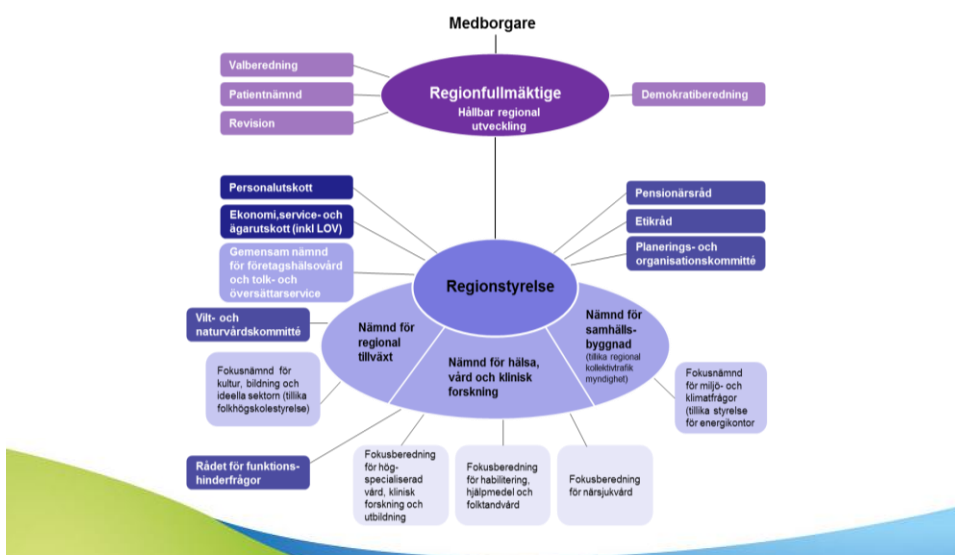 Medborgare
Valberedning
Patientnämnd
Revision
Regionfullmäktige
Hållbar regional
utveckling
Demokratiberedning
Personalutskott
Ekonomi,service- och
ägarutskott (inkl LOV)
Gemensam nämnd
för företagshälsovård
och tolk- och
översättarservice
Pensionärsråd
Etikråd
Planerings- och
organisationskommitté
Regionstyrelse
Vilt- och
naturvårdskommitté
Nämnd för
regional
tillväxt
Nämnd för hälsa,
vård och klinisk
forskning
Nämnd för
samhälls-
byggnad
(tillika regional
kollektivtrafik
myndighet)
Fokusnämnd för
kultur, bildning och
ideella sektorn (tillika
folkhögskolestyrelse)
Fokusnämnd
för miljö- och
klimatfrågor
(tillika styrelse
för energikontor
Rådet för funktions-
hinderfrågor
Fokusberedning
för hög-
specialiserad
vård, klinisk
forskning och
utbildning
Fokusberedning
för habilitering,
hjälpmedel och
folktandvård
Fokusberedning
för närsjukvård